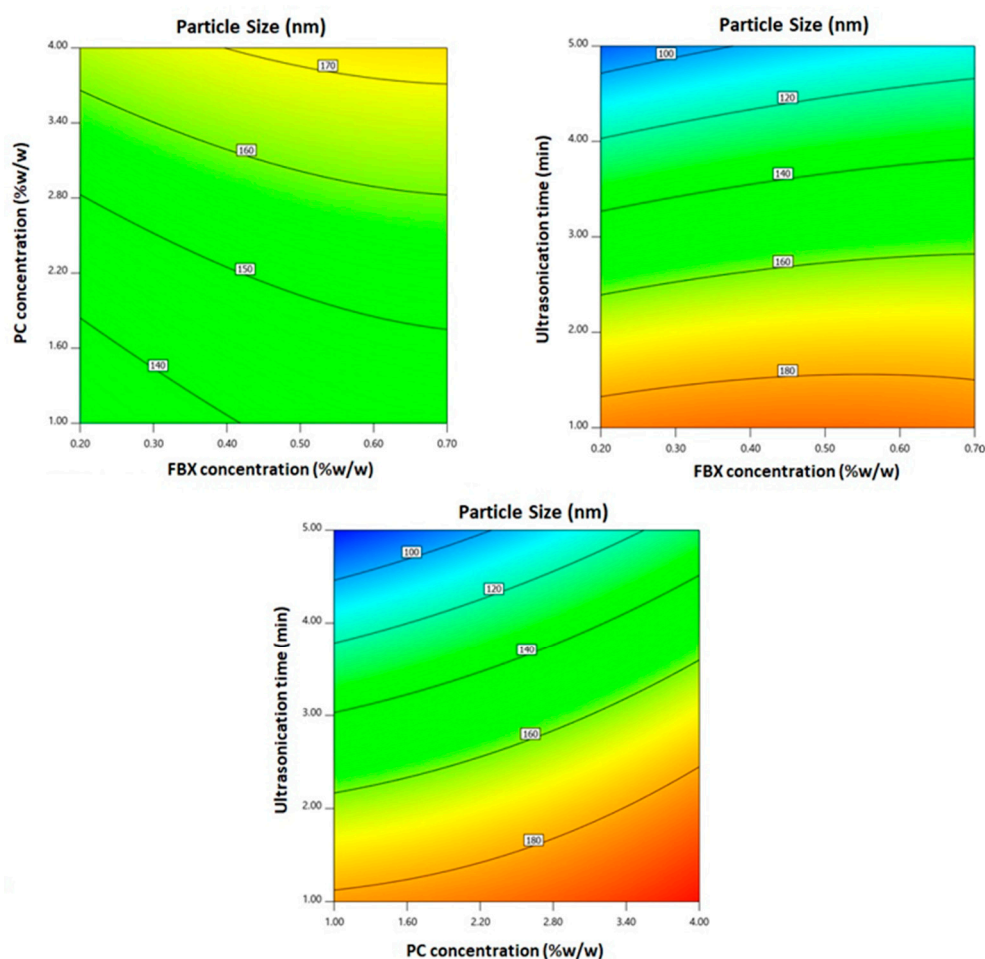 Particle Size (nm)
4.00
3.40
2.80
2.20
1.60
1.00
PC concentration (%w/w)
170
160
150
140
0.20 0.30 0.40 0.50 0.60 0.70
FBX concentration (%w/w)
Particle Size (nm)
5.00
4.00
3.00
2.00
1.00
Ultrasonication time (min)
100
120
140
160
180
0.20 0.30 0.40 0.50 0.60 0.70
FBX concentration (%w/w)
Particle Size (nm)
5.00
4.00
3.00
2.00
1.00
Ultrasonication time (min)
100
120
140
160
180
1.00 1.60 2.20 2.80 3.40 4.00
PC concentration (%w/w)